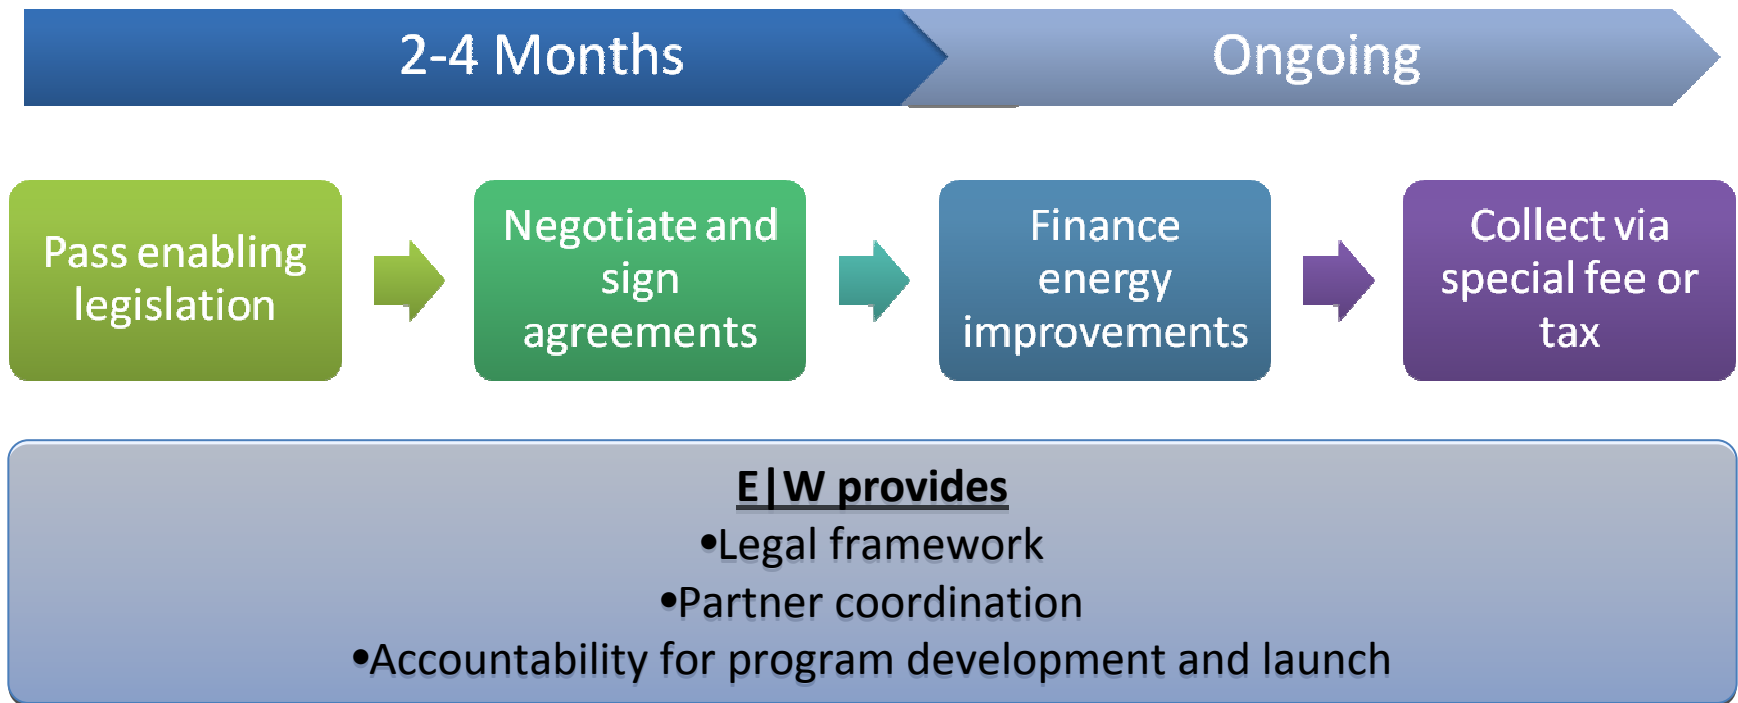 2-4 Months
Ongoing
Pass enabling
legislation
Negotiate and
sign
agreements
Finance
energy
improvements
Collect via
special fee or
tax
E|W provides
•Legal framework
•Partner coordination
•Accountability for program development and launch